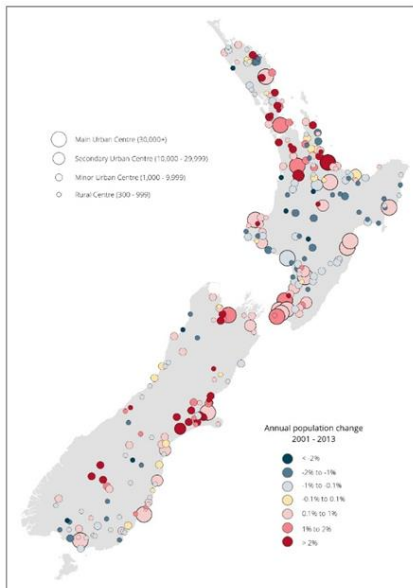 Main Urban Centre (30,000+)
Secondary Urban Centre (10,000 - 29,999)
Minor Urban Centre (1,000 - 9,999)
Rural Centre (300 - 999)
Annual population change
2001 - 2013
< -2%
-2% to -1%
-1% to -0.1%
-0.1% to 0.1%
0.1% to 1%
1% to 2%
> 2%